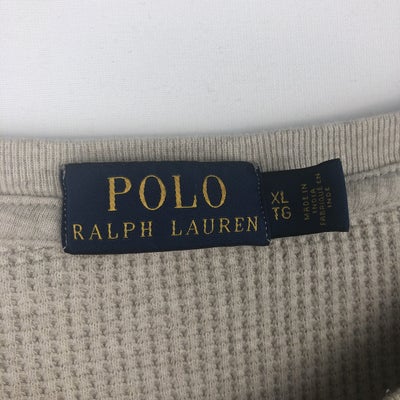 POLO
RALPH LAUREN
XL
TG
MADE IN
INDIA
FABRIQUÉ EN
INDE